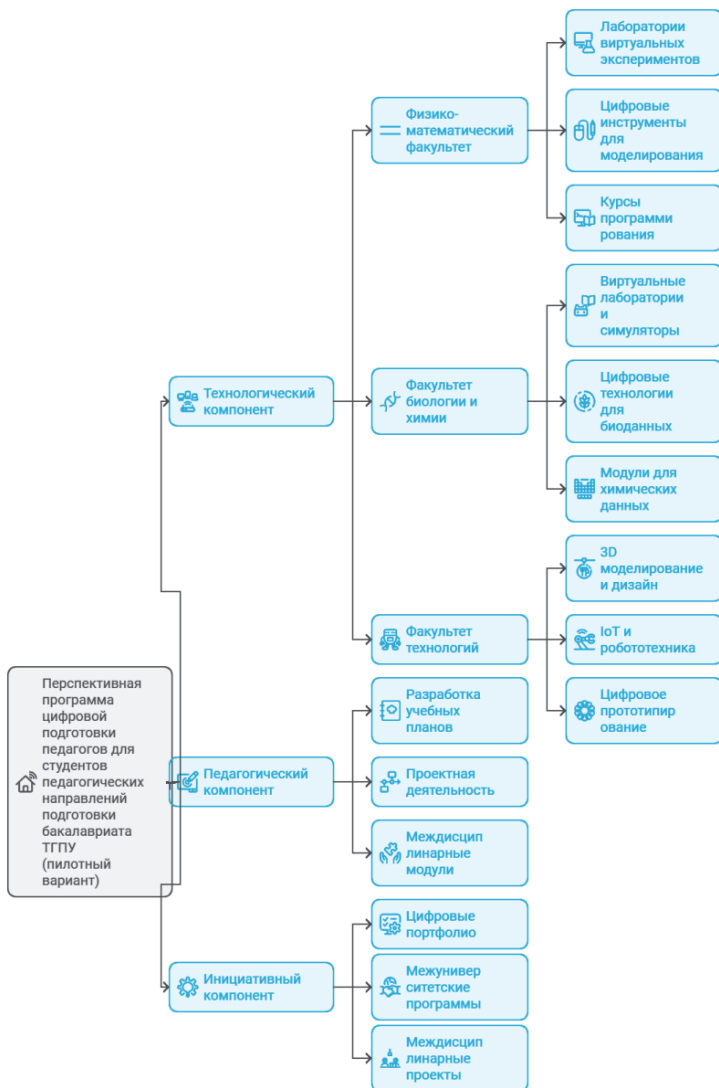 Лаборатории
виртуальных
экспериментов
Физико-
математический
факультет
Цифровые
инструменты
для
моделирования
Курсы
программи
рования
Виртуальные
лаборатории
и
симуляторы
Технологический
компонент
Факультет
биологии и
химии
Цифровые
технологии
для
биоданных
Модули для
химических
данных
3D
моделирование
и дизайн
Факультет
технологий
IoT и
робототехника
Цифровое
прототипир
ование
Перспективная
программа
цифровой
подготовки
педагогов для
студентов
педагогических
направлений
подготовки
бакалавриата
ТГПУ
(пилотный
вариант)
Разработка
учебных
планов
Педагогический
компонент
Проектная
деятельность
Междисцип
линарные
модули
Цифровые
портфолио
Инициативный
компонент
Межунивер
ситетские
программы
Междисцип
линарные
проекты